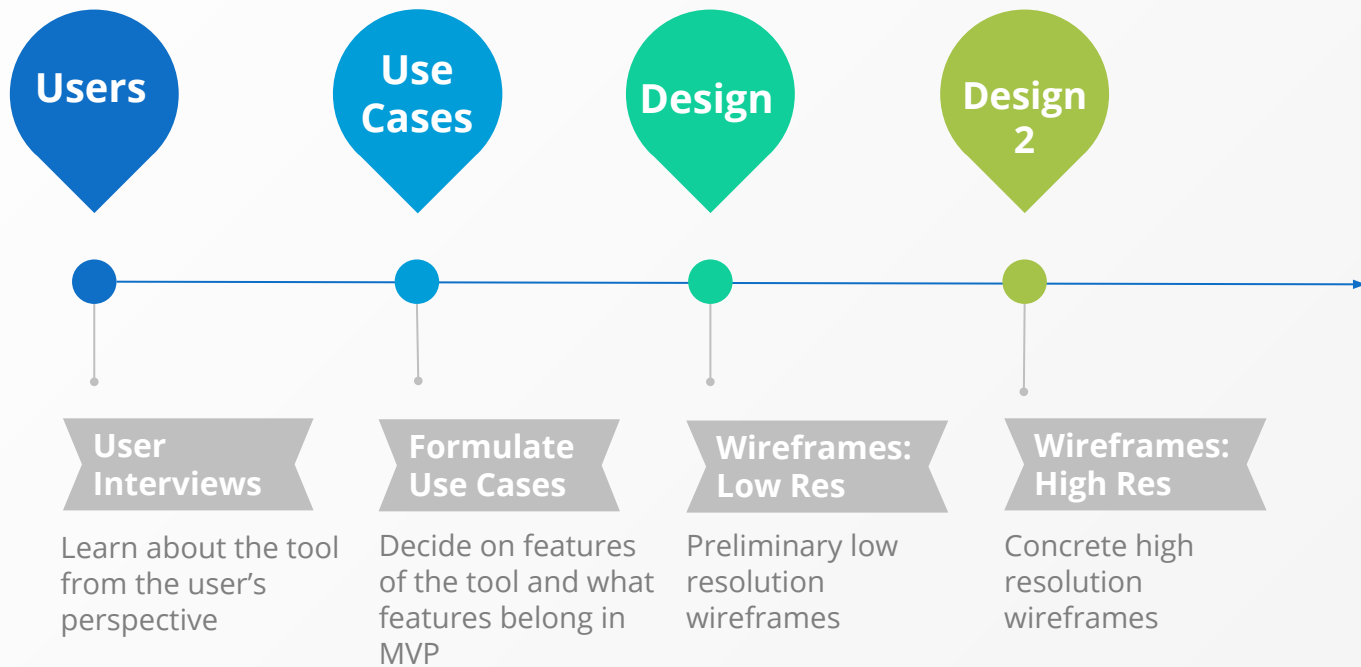 Users
Use
Cases
Design
Design
2
User
Interviews
Learn about the tool
from the user’s
perspective
Formulate
Use Cases
Decide on features
of the tool and what
features belong in
MVP
Wireframes:
Low Res
Preliminary low
resolution
wireframes
Wireframes:
High Res
Concrete high
resolution
wireframes